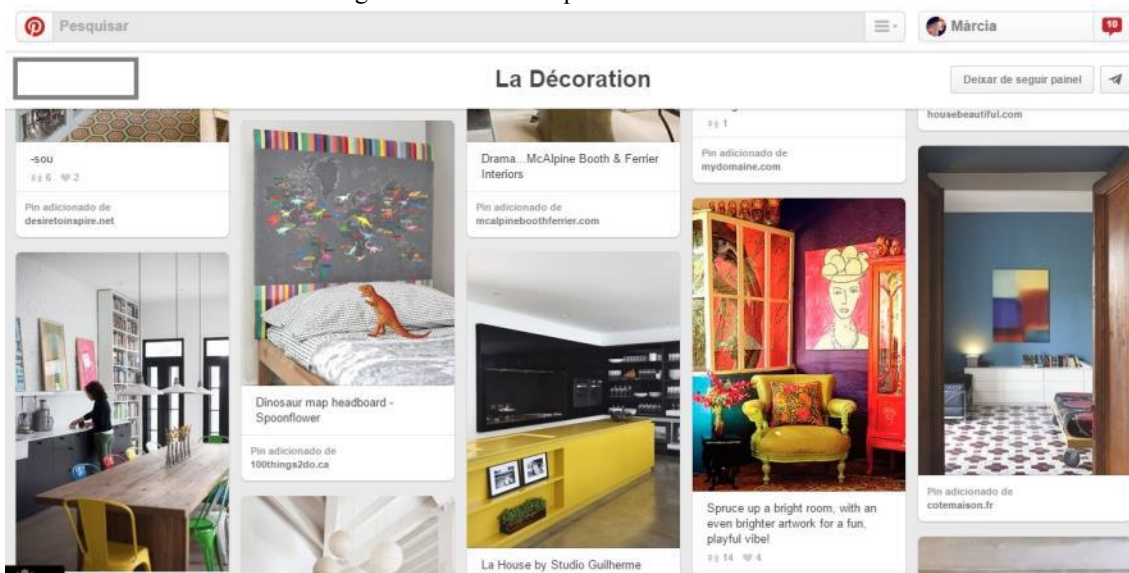 Pesquisar
Márcia
10
La Décoration
Deixar de seguir painel
-sou
6 2
Pin adicionado de
desiretoinspire.net
Dinosaur map headboard -
Spoonflower
Pin adicionado de
100things2do.ca
Drama...McAlpine Booth & Ferrier
Interiors
Pin adicionado de
mcalpineboothferrier.com
La House by Studio Guilherme
1
Pin adicionado de
mydomaine.com
Spruce up a bright room, with an
even brighter artwork for a fun,
playful vibe!
14 4
housebeautiful.com
Pin adicionado de
cotemaison.fr